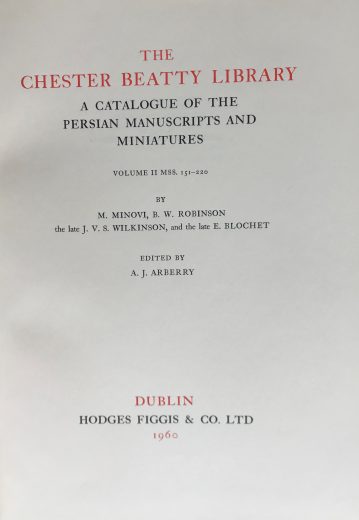 THE
CHESTER BEATTY LIBRARY
A CATALOGUE OF THE
PERSIAN MANUSCRIPTS AND
MINIATURES
VOLUME II MSS. 151–220
BY
M. MINOVI, B. W. ROBINSON
the late J. V. S. WILKINSON, and the late E. BLOCHET
EDITED BY
A. J. ARBERRY
DUBLIN
HODGES FIGGIS & CO. LTD
1960